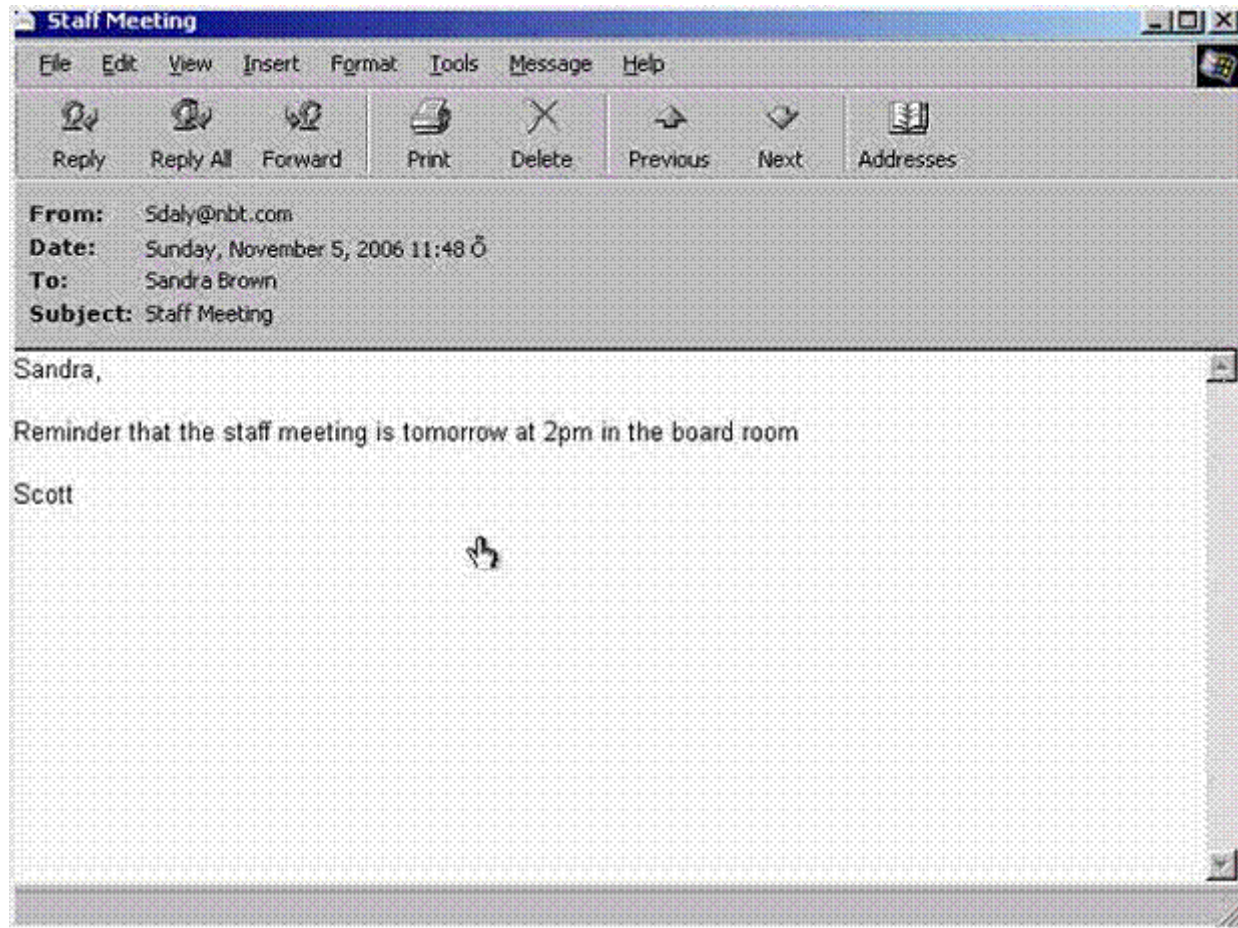 Staff Meeting
File Edit View Insert Format Tools Message Help
Reply Reply All Forward Print Delete Previous Next Addresses
From: Sdaly@nbt.com
Date: Sunday, November 5, 2006 11:48 Ő
To: Sandra Brown
Subject: Staff Meeting
Sandra,
Reminder that the staff meeting is tomorrow at 2pm in the board room
Scott